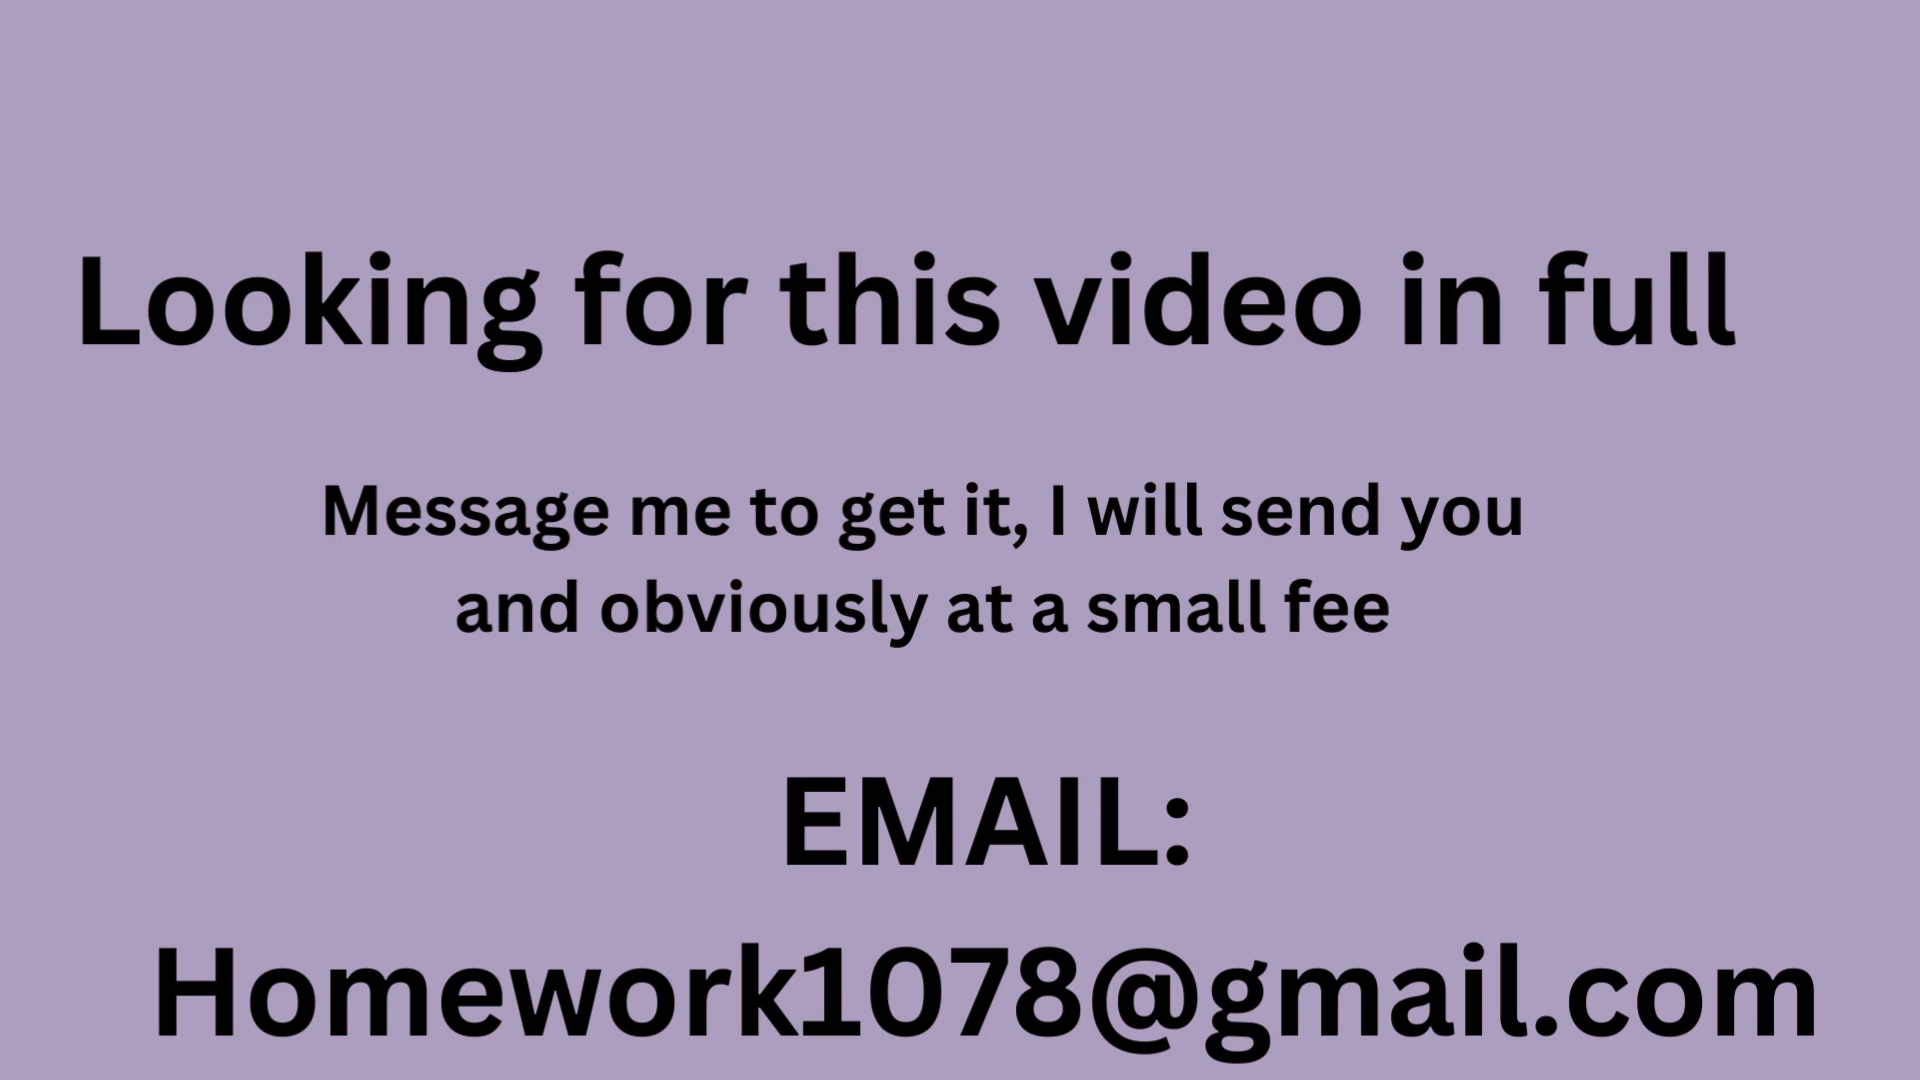 Looking for this video in full
Message me to get it, I will send you
and obviously at a small fee
EMAIL:
Homework1078@gmail.com